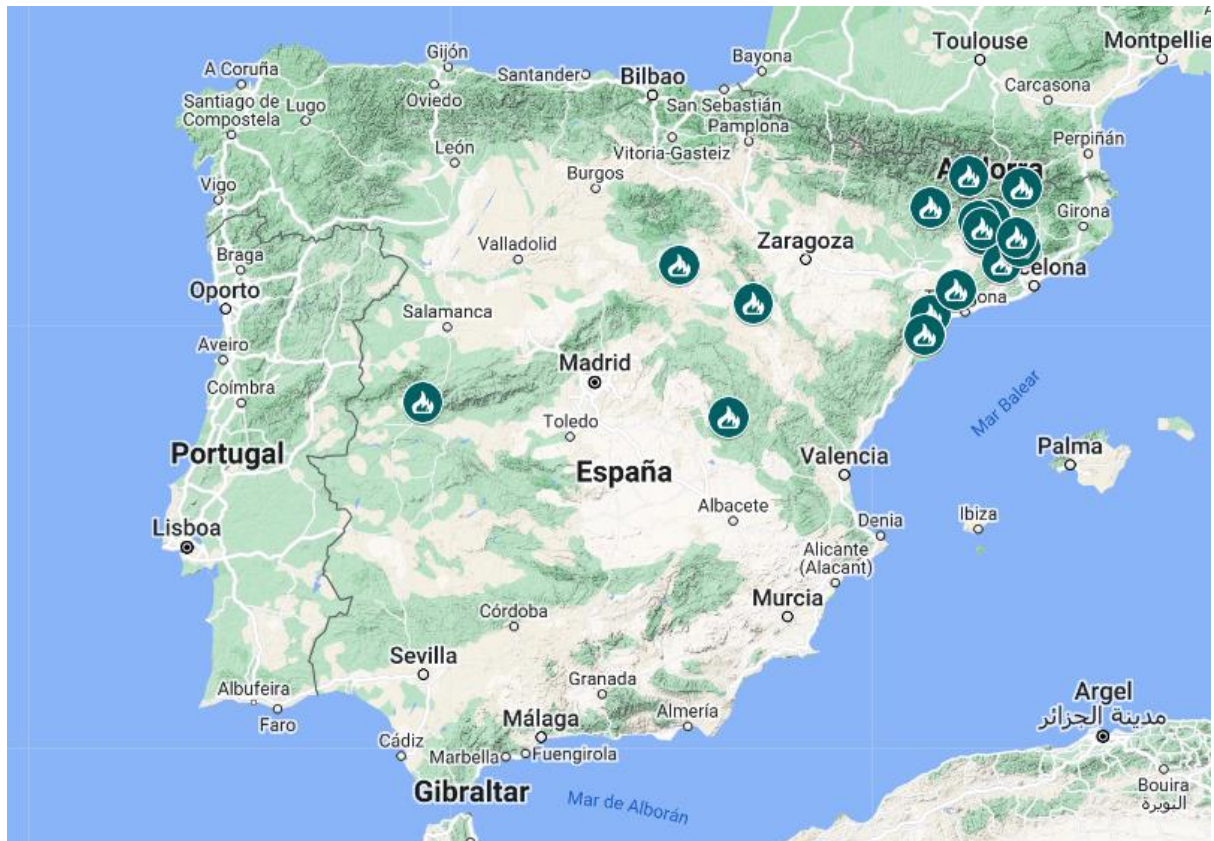 Toulouse
Montpellie
Gijón
Bayona
A Coruña
Santander
Bilbao
Carcasona
Santiago de
Compostela
Lugo
Oviedo
San Sebastián
Pamplona
Perpiñán
León
Vitoria-Gasteiz
Vigo
Burgos
Girona
Braga
Valladolid
Zaragoza
celona
Oporto
ona
Salamanca
Aveiro
Madrid
Coímbra
Mar Balear
Toledo
Portugal
España
Valencia
Palma
Albacete
Ibiza
Lisboa
Denia
Alicante
(Alacant)
Murcia
Córdoba
Sevilla
Granada
Albufeira
Faro
Málaga
Almería
Argel
مدينة الجزائر
Cádiz
Marbella
Fuengirola
Gibraltar
Mar de Alborán
Bouira
البويرة